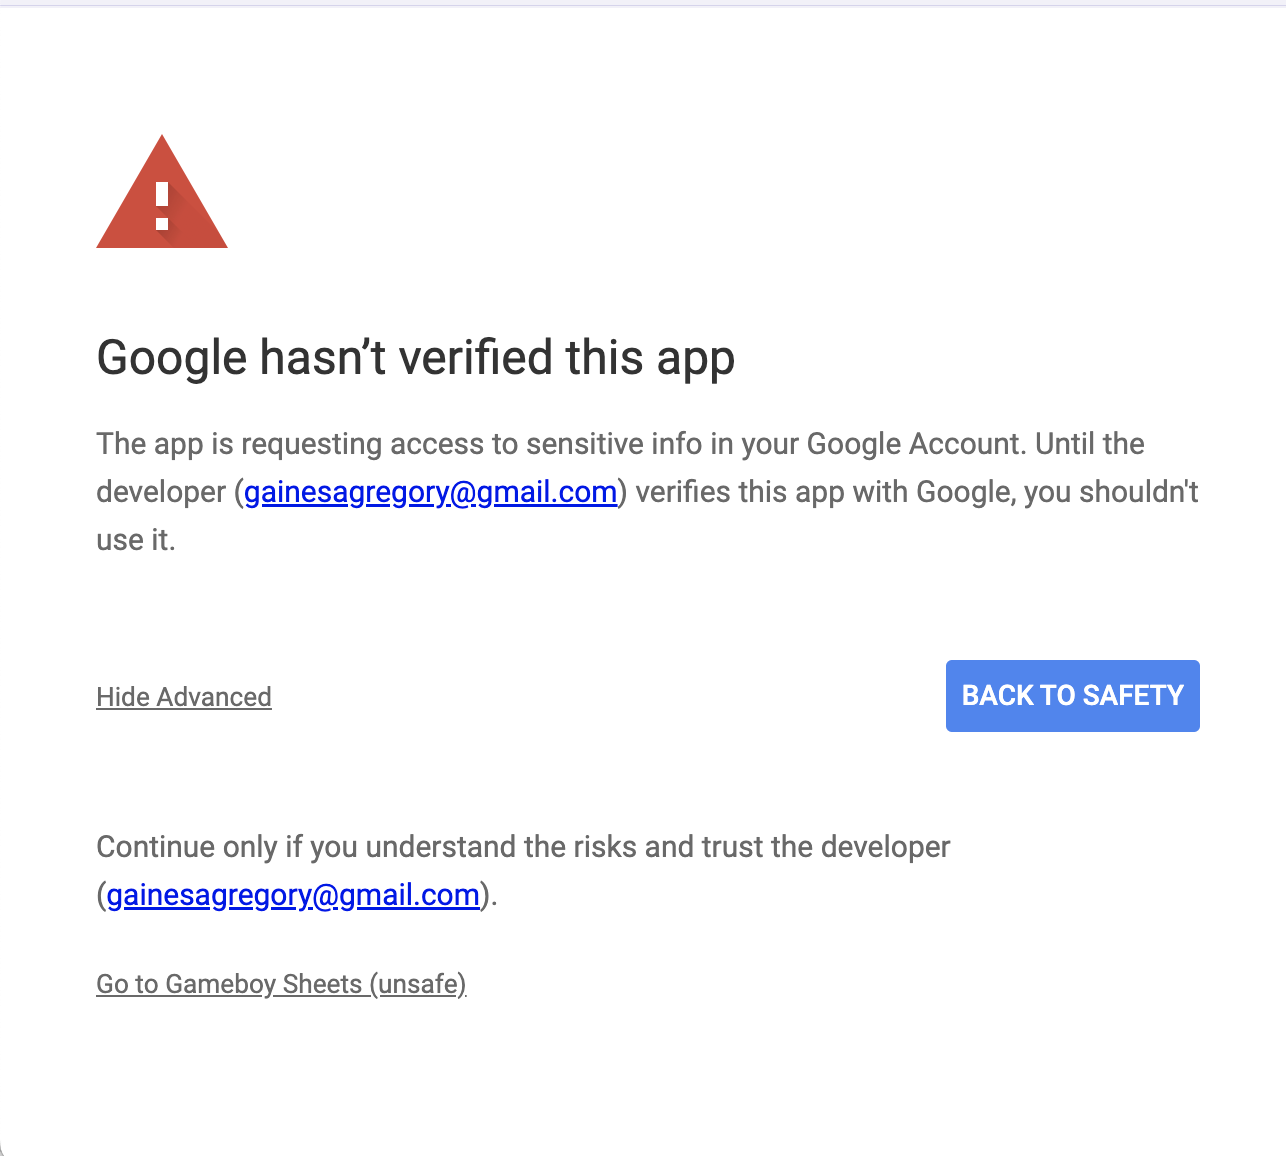 Google hasn’t verified this app
The app is requesting access to sensitive info in your Google Account. Until the
developer (gainesagregory@gmail.com) verifies this app with Google, you shouldn't
use it.
Hide Advanced
BACK TO SAFETY
Continue only if you understand the risks and trust the developer
(gainesagregory@gmail.com).
Go to Gameboy Sheets (unsafe)